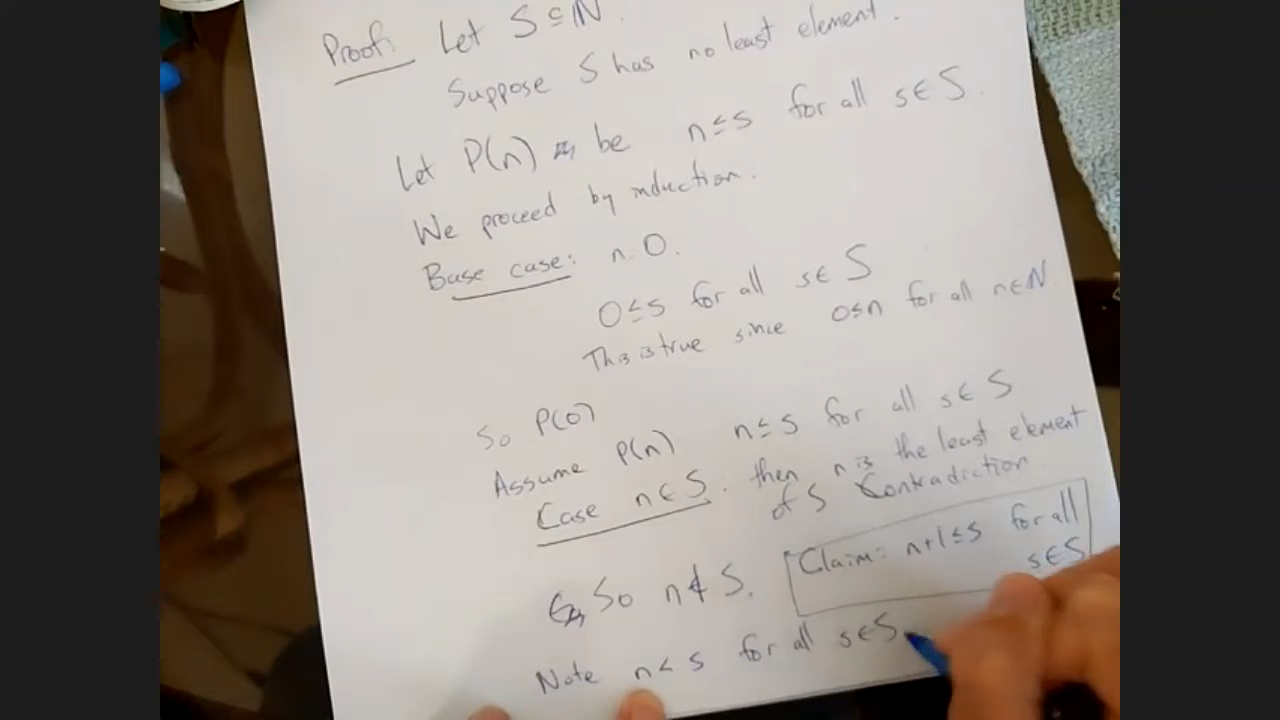 Proof: Let S ⊆ ℕ.
Suppose S has no least element.
Let P(n) be n ≤ s for all s ∈ S.
We proceed by induction.
Base case: n = 0.
0 ≤ s for all s ∈ S
This is true since 0 ≤ n for all n ∈ ℕ.
So P(0)
Assume P(n) n ≤ s for all s ∈ S
Case n ∈ S. then n is the least element
of S Contradiction
So n ∉ S.
Claim: n+1 ≤ s for all
s ∈ S
Note n < s for all s ∈ S